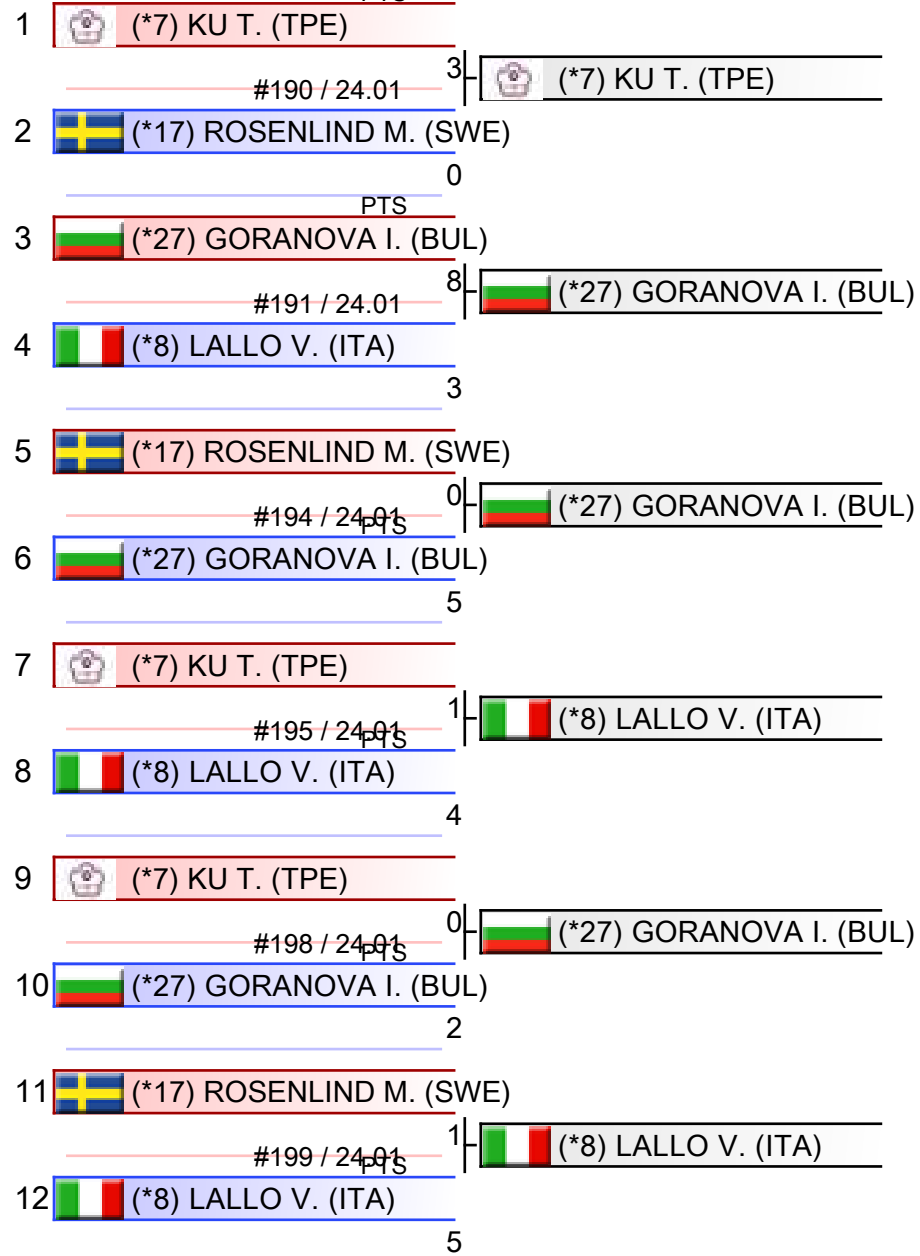 PTS
1 (*7) KU T. (TPE)
3 (*7) KU T. (TPE)
#190 / 24.01
2 (*17) ROSENLIND M. (SWE)
0
PTS
3 (*27) GORANOVA I. (BUL)
8 (*27) GORANOVA I. (BUL)
#191 / 24.01
4 (*8) LALLO V. (ITA)
3
5 (*17) ROSENLIND M. (SWE)
0 (*27) GORANOVA I. (BUL)
#194 / 24.01
PTS
6 (*27) GORANOVA I. (BUL)
5
7 (*7) KU T. (TPE)
1 (*8) LALLO V. (ITA)
#195 / 24.01
PTS
8 (*8) LALLO V. (ITA)
4
9 (*7) KU T. (TPE)
0 (*27) GORANOVA I. (BUL)
#198 / 24.01
PTS
10 (*27) GORANOVA I. (BUL)
2
11 (*17) ROSENLIND M. (SWE)
1 (*8) LALLO V. (ITA)
#199 / 24.01
PTS
12 (*8) LALLO V. (ITA)
5